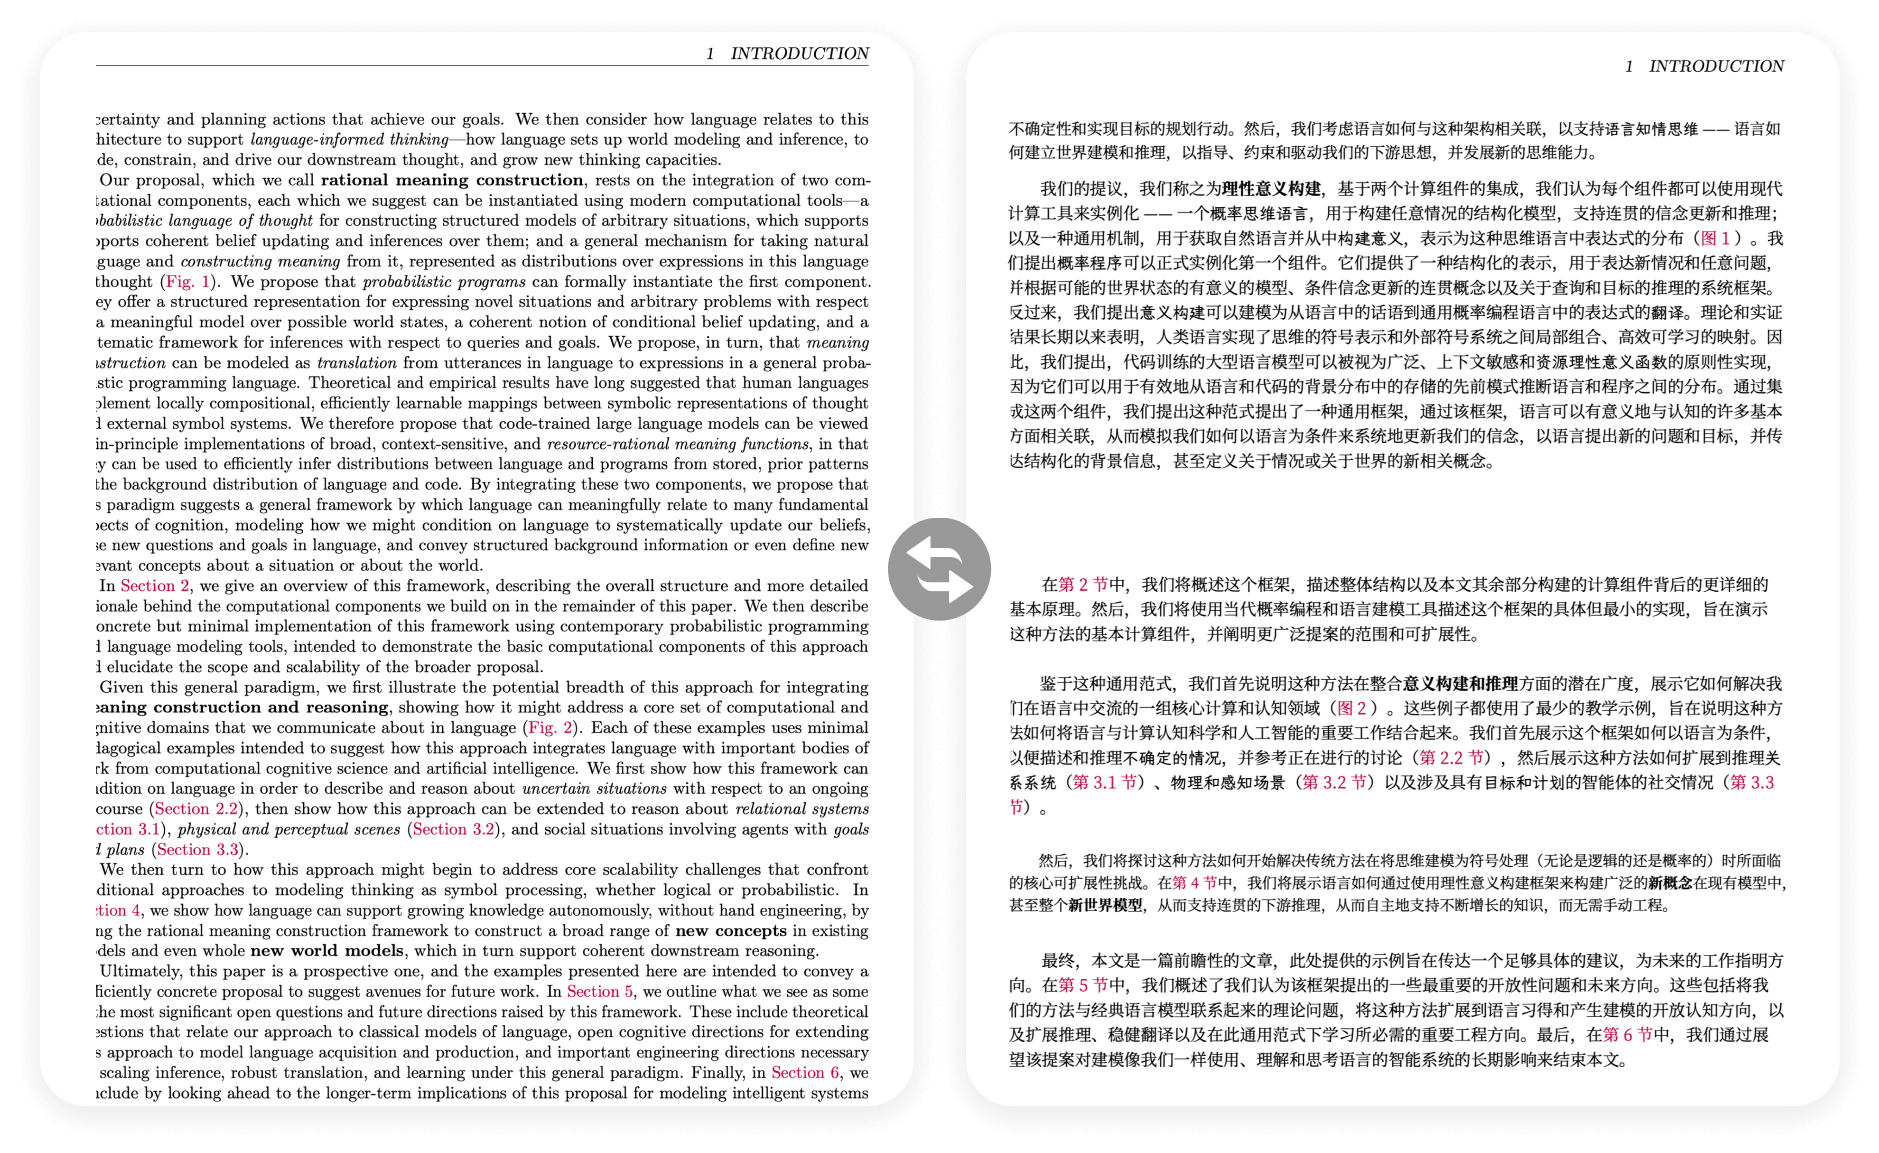 1 INTRODUCTION
certainty and planning actions that achieve our goals. We then consider how language relates to this
hitecture to support language-informed thinking—how language sets up world modeling and inference, to
de, constrain, and drive our downstream thought, and grow new thinking capacities.
Our proposal, which we call rational meaning construction, rests on the integration of two com-
tational components, each which we suggest can be instantiated using modern computational tools—a
obabilistic language of thought for constructing structured models of arbitrary situations, which supports
pports coherent belief updating and inferences over them; and a general mechanism for taking natural
guage and constructing meaning from it, represented as distributions over expressions in this language
thought (Fig. 1). We propose that probabilistic programs can formally instantiate the first component.
ey offer a structured representation for expressing novel situations and arbitrary problems with respect
a meaningful model over possible world states, a coherent notion of conditional belief updating, and a
tematic framework for inferences with respect to queries and goals. We propose, in turn, that meaning
nstruction can be modeled as translation from utterances in language to expressions in a general proba-
istic programming language. Theoretical and empirical results have long suggested that human languages
plement locally compositional, efficiently learnable mappings between symbolic representations of thought
d external symbol systems. We therefore propose that code-trained large language models can be viewed
in-principle implementations of broad, context-sensitive, and resource-rational meaning functions, in that
ey can be used to efficiently infer distributions between language and programs from stored, prior patterns
the background distribution of language and code. By integrating these two components, we propose that
s paradigm suggests a general framework by which language can meaningfully relate to many fundamental
pects of cognition, modeling how we might condition on language to systematically update our beliefs,
se new questions and goals in language, and convey structured background information or even define new
evant concepts about a situation or about the world.
In Section 2, we give an overview of this framework, describing the overall structure and more detailed
ionale behind the computational components we build on in the remainder of this paper. We then describe
oncrete but minimal implementation of this framework using contemporary probabilistic programming
d language modeling tools, intended to demonstrate the basic computational components of this approach
d elucidate the scope and scalability of the broader proposal.
Given this general paradigm, we first illustrate the potential breadth of this approach for integrating
eaning construction and reasoning, showing how it might address a core set of computational and
gnitive domains that we communicate about in language (Fig. 2). Each of these examples uses minimal
dagogical examples intended to suggest how this approach integrates language with important bodies of
rk from computational cognitive science and artificial intelligence. We first show how this framework can
ndition on language in order to describe and reason about uncertain situations with respect to an ongoing
course (Section 2.2), then show how this approach can be extended to reason about relational systems
ction 3.1), physical and perceptual scenes (Section 3.2), and social situations involving agents with goals
d plans (Section 3.3).
We then turn to how this approach might begin to address core scalability challenges that confront
ditional approaches to modeling thinking as symbol processing, whether logical or probabilistic. In
ction 4, we show how language can support growing knowledge autonomously, without hand engineering, by
ng the rational meaning construction framework to construct a broad range of new concepts in existing
dels and even whole new world models, which in turn support coherent downstream reasoning.
Ultimately, this paper is a prospective one, and the examples presented here are intended to convey a
ficiently concrete proposal to suggest avenues for future work. In Section 5, we outline what we see as some
the most significant open questions and future directions raised by this framework. These include theoretical
estions that relate our approach to classical models of language, open cognitive directions for extending
s approach to model language acquisition and production, and important engineering directions necessary
scaling inference, robust translation, and learning under this general paradigm. Finally, in Section 6, we
nclude by looking ahead to the longer-term implications of this proposal for modeling intelligent systems
1 INTRODUCTION
不确定性和实现目标的规划行动。然后，我们考虑语言如何与这种架构相关联，以支持语言知情思维 —— 语言如
何建立世界建模和推理，以指导、约束和驱动我们的下游思想，并发展新的思维能力。
我们的提议，我们称之为理性意义构建，基于两个计算组件的集成，我们认为每个组件都可以使用现代
计算工具来实例化 —— 一个概率思维语言，用于构建任意情况的结构化模型，支持连贯的信念更新和推理；
以及一种通用机制，用于获取自然语言并从中构建意义，表示为这种思维语言中表达式的分布（图 1 ）。我
们提出概率程序可以正式实例化第一个组件。它们提供了一种结构化的表示，用于表达新情况和任意问题，
并根据可能的世界状态的有意义的模型、条件信念更新的连贯概念以及关于查询和目标的推理的系统框架。
反过来，我们提出意义构建可以建模为从语言中的话语到通用概率编程语言中的表达式的翻译。理论和实证
结果长期以来表明，人类语言实现了思维的符号表示和外部符号系统之间局部组合、高效可学习的映射。因
比，我们提出，代码训练的大型语言模型可以被视为广泛、上下文敏感和资源理性意义函数的原则性实现，
因为它们可以用于有效地从语言和代码的背景分布中的存储的先前模式推断语言和程序之间的分布。通过集
或这两个组件，我们提出这种范式提出了一种通用框架，通过该框架，语言可以有意义地与认知的许多基本
方面相关联，从而模拟我们如何以语言为条件来系统地更新我们的信念，以语言提出新的问题和目标，并传
达结构化的背景信息，甚至定义关于情况或关于世界的新相关概念。
在第 2 节中，我们将概述这个框架，描述整体结构以及本文其余部分构建的计算组件背后的更详细的
基本原理。然后，我们将使用当代概率编程和语言建模工具描述这个框架的具体但最小的实现，旨在演示
这种方法的基本计算组件，并阐明更广泛提案的范围和可扩展性。
鉴于这种通用范式，我们首先说明这种方法在整合意义构建和推理方面的潜在广度，展示它如何解决我
们在语言中交流的一组核心计算和认知领域（图 2 ）。这些例子都使用了最少的教学示例，旨在说明这种方
法如何将语言与计算认知科学和人工智能的重要工作结合起来。我们首先展示这个框架如何以语言为条件，
以便描述和推理不确定的情况，并参考正在进行的讨论（第 2.2 节），然后展示这种方法如何扩展到推理关
系系统（第 3.1 节）、物理和感知场景（第 3.2 节）以及涉及具有目标和计划的智能体的社交情况（第 3.3
节）。
然后，我们将探讨这种方法如何开始解决传统方法在将思维建模为符号处理（无论是逻辑的还是概率的）时所面临
的核心可扩展性挑战。在第 4 节中，我们将展示语言如何通过使用理性意义构建框架来构建广泛的新概念在现有模型中，
甚至整个新世界模型，从而支持连贯的下游推理，从而自主地支持不断增长的知识，而无需手动工程。
最终，本文是一篇前瞻性的文章，此处提供的示例旨在传达一个足够具体的建议，为未来的工作指明方
向。在第 5 节中，我们概述了我们认为该框架提出的一些最重要的开放性问题和未来方向。这些包括将我
们的方法与经典语言模型联系起来的理论问题，将这种方法扩展到语言习得和产生建模的开放认知方向，以
及扩展推理、稳健翻译以及在此通用范式下学习所必需的重要工程方向。最后，在第 6 节中，我们通过展
望该提案对建模像我们一样使用、理解和思考语言的智能系统的长期影响来结束本文。